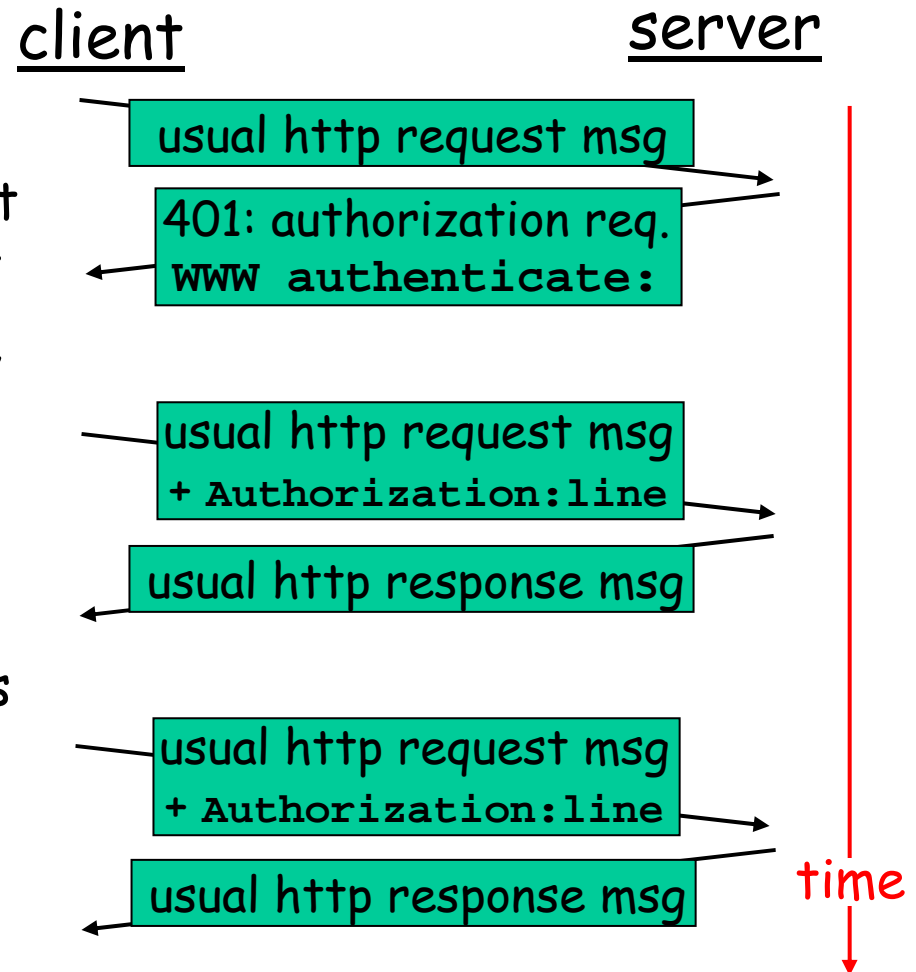 client
server
usual http request msg
401: authorization req.
WWW authenticate:
usual http request msg
+ Authorization:line
usual http response msg
usual http request msg
+ Authorization:line
usual http response msg
time